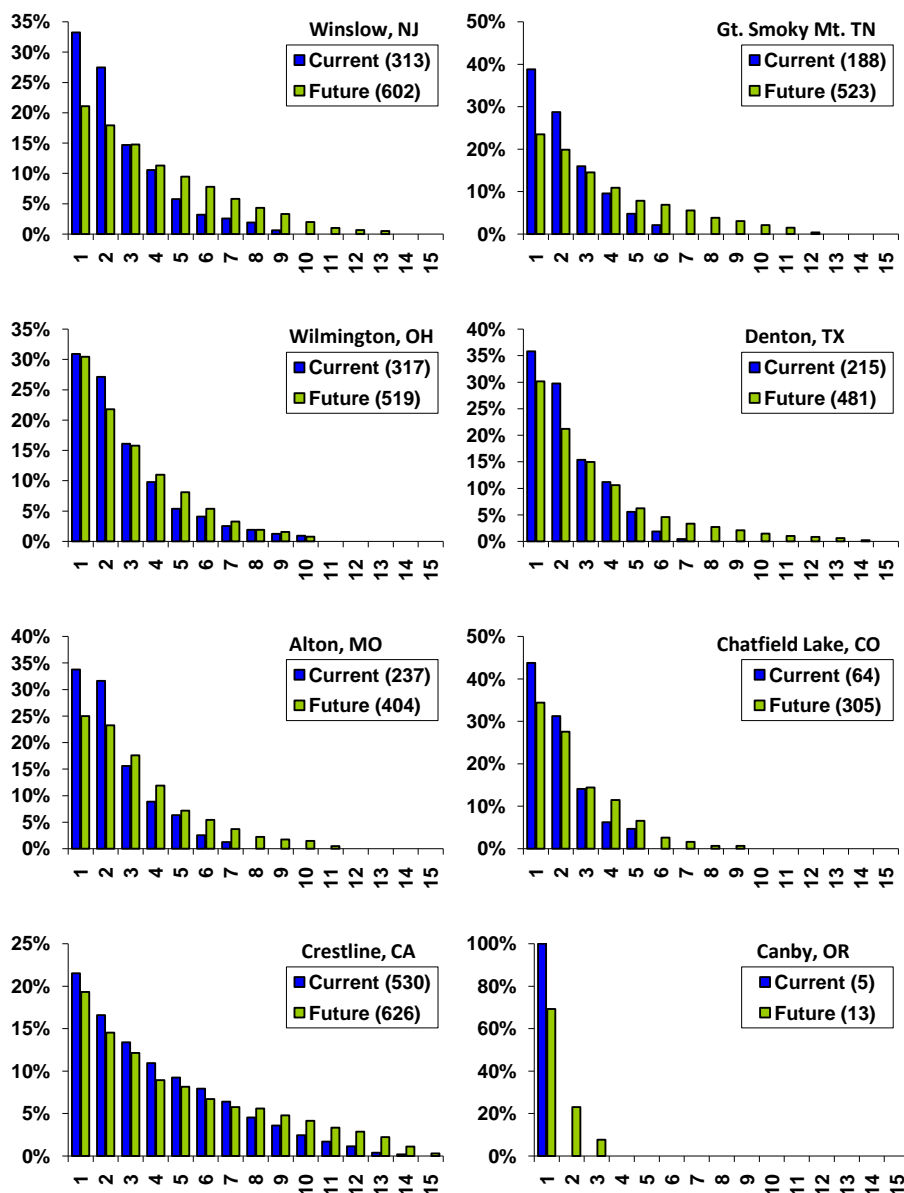 Winslow, NJ
35%
30%
25%
20%
15%
10%
5%
0%
Current (313)
Future (602)
1 2 3 4 5 6 7 8 9 10 11 12 13 14 15
Gt. Smoky Mt. TN
50%
40%
30%
20%
10%
0%
Current (188)
Future (523)
1 2 3 4 5 6 7 8 9 10 11 12 13 14 15
Wilmington, OH
35%
30%
25%
20%
15%
10%
5%
0%
Current (317)
Future (519)
1 2 3 4 5 6 7 8 9 10 11 12 13 14 15
Denton, TX
40%
35%
30%
25%
20%
15%
10%
5%
0%
Current (215)
Future (481)
1 2 3 4 5 6 7 8 9 10 11 12 13 14 15
Alton, MO
40%
35%
30%
25%
20%
15%
10%
5%
0%
Current (237)
Future (404)
1 2 3 4 5 6 7 8 9 10 11 12 13 14 15
Chatfield Lake, CO
50%
40%
30%
20%
10%
0%
Current (64)
Future (305)
1 2 3 4 5 6 7 8 9 10 11 12 13 14 15
Crestline, CA
25%
20%
15%
10%
5%
0%
Current (530)
Future (626)
1 2 3 4 5 6 7 8 9 10 11 12 13 14 15
Canby, OR
100%
80%
60%
40%
20%
0%
Current (5)
Future (13)
1 2 3 4 5 6 7 8 9 10 11 12 13 14 15